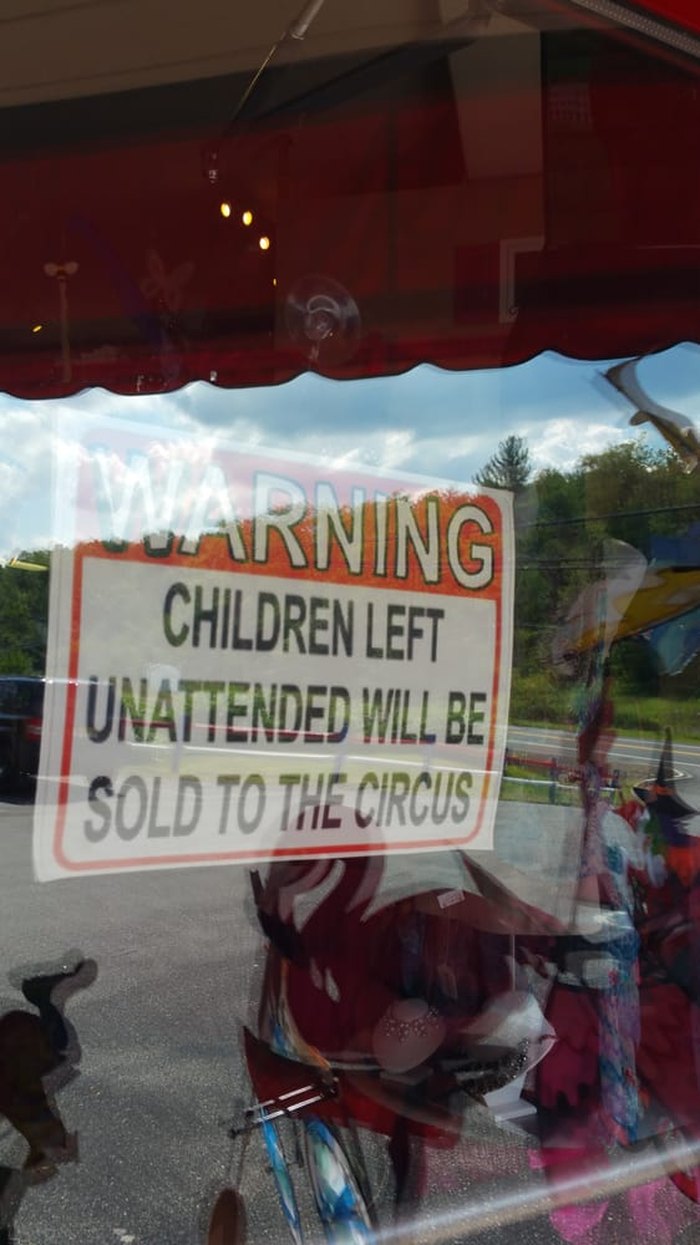 WARNING
CHILDREN LEFT
UNATTENDED WILL BE
SOLD TO THE CIRCUS